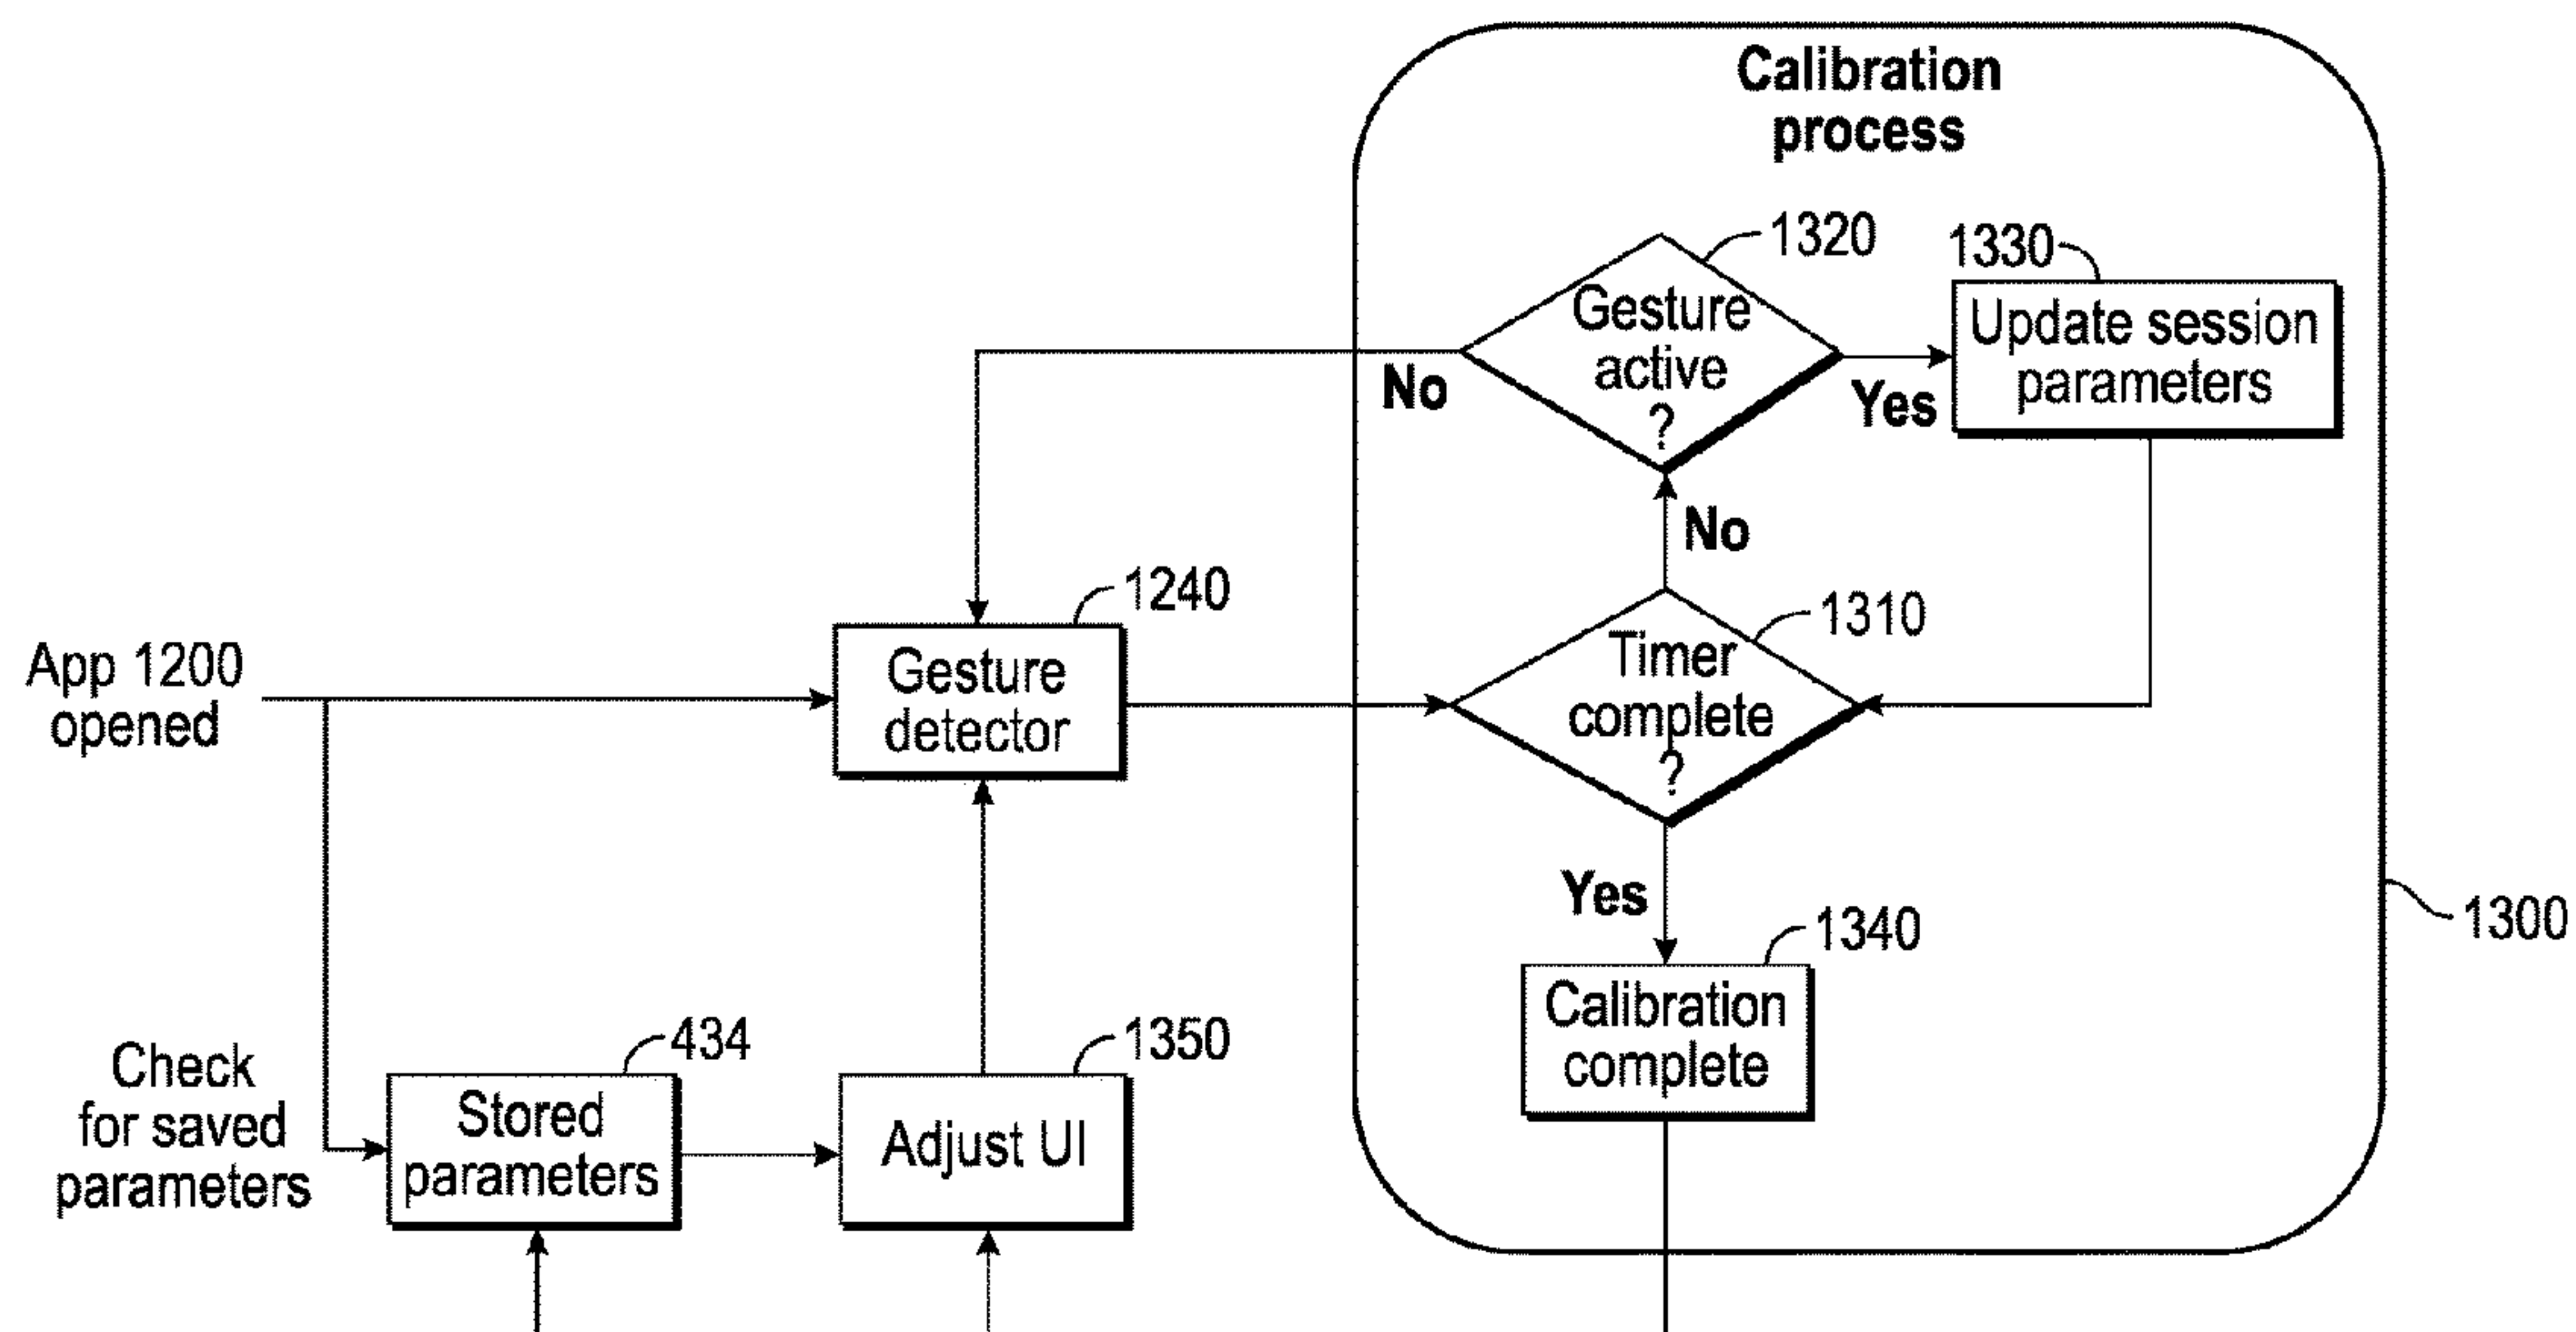 Calibration
process
1320
Gesture
active
?
1330
Update session
parameters
No
Yes
No
1240
Gesture
detector
App 1200
opened
1310
Timer
complete
?
Yes
1300
1340
Calibration
complete
Check
for saved
parameters
434
Stored
parameters
1350
Adjust UI